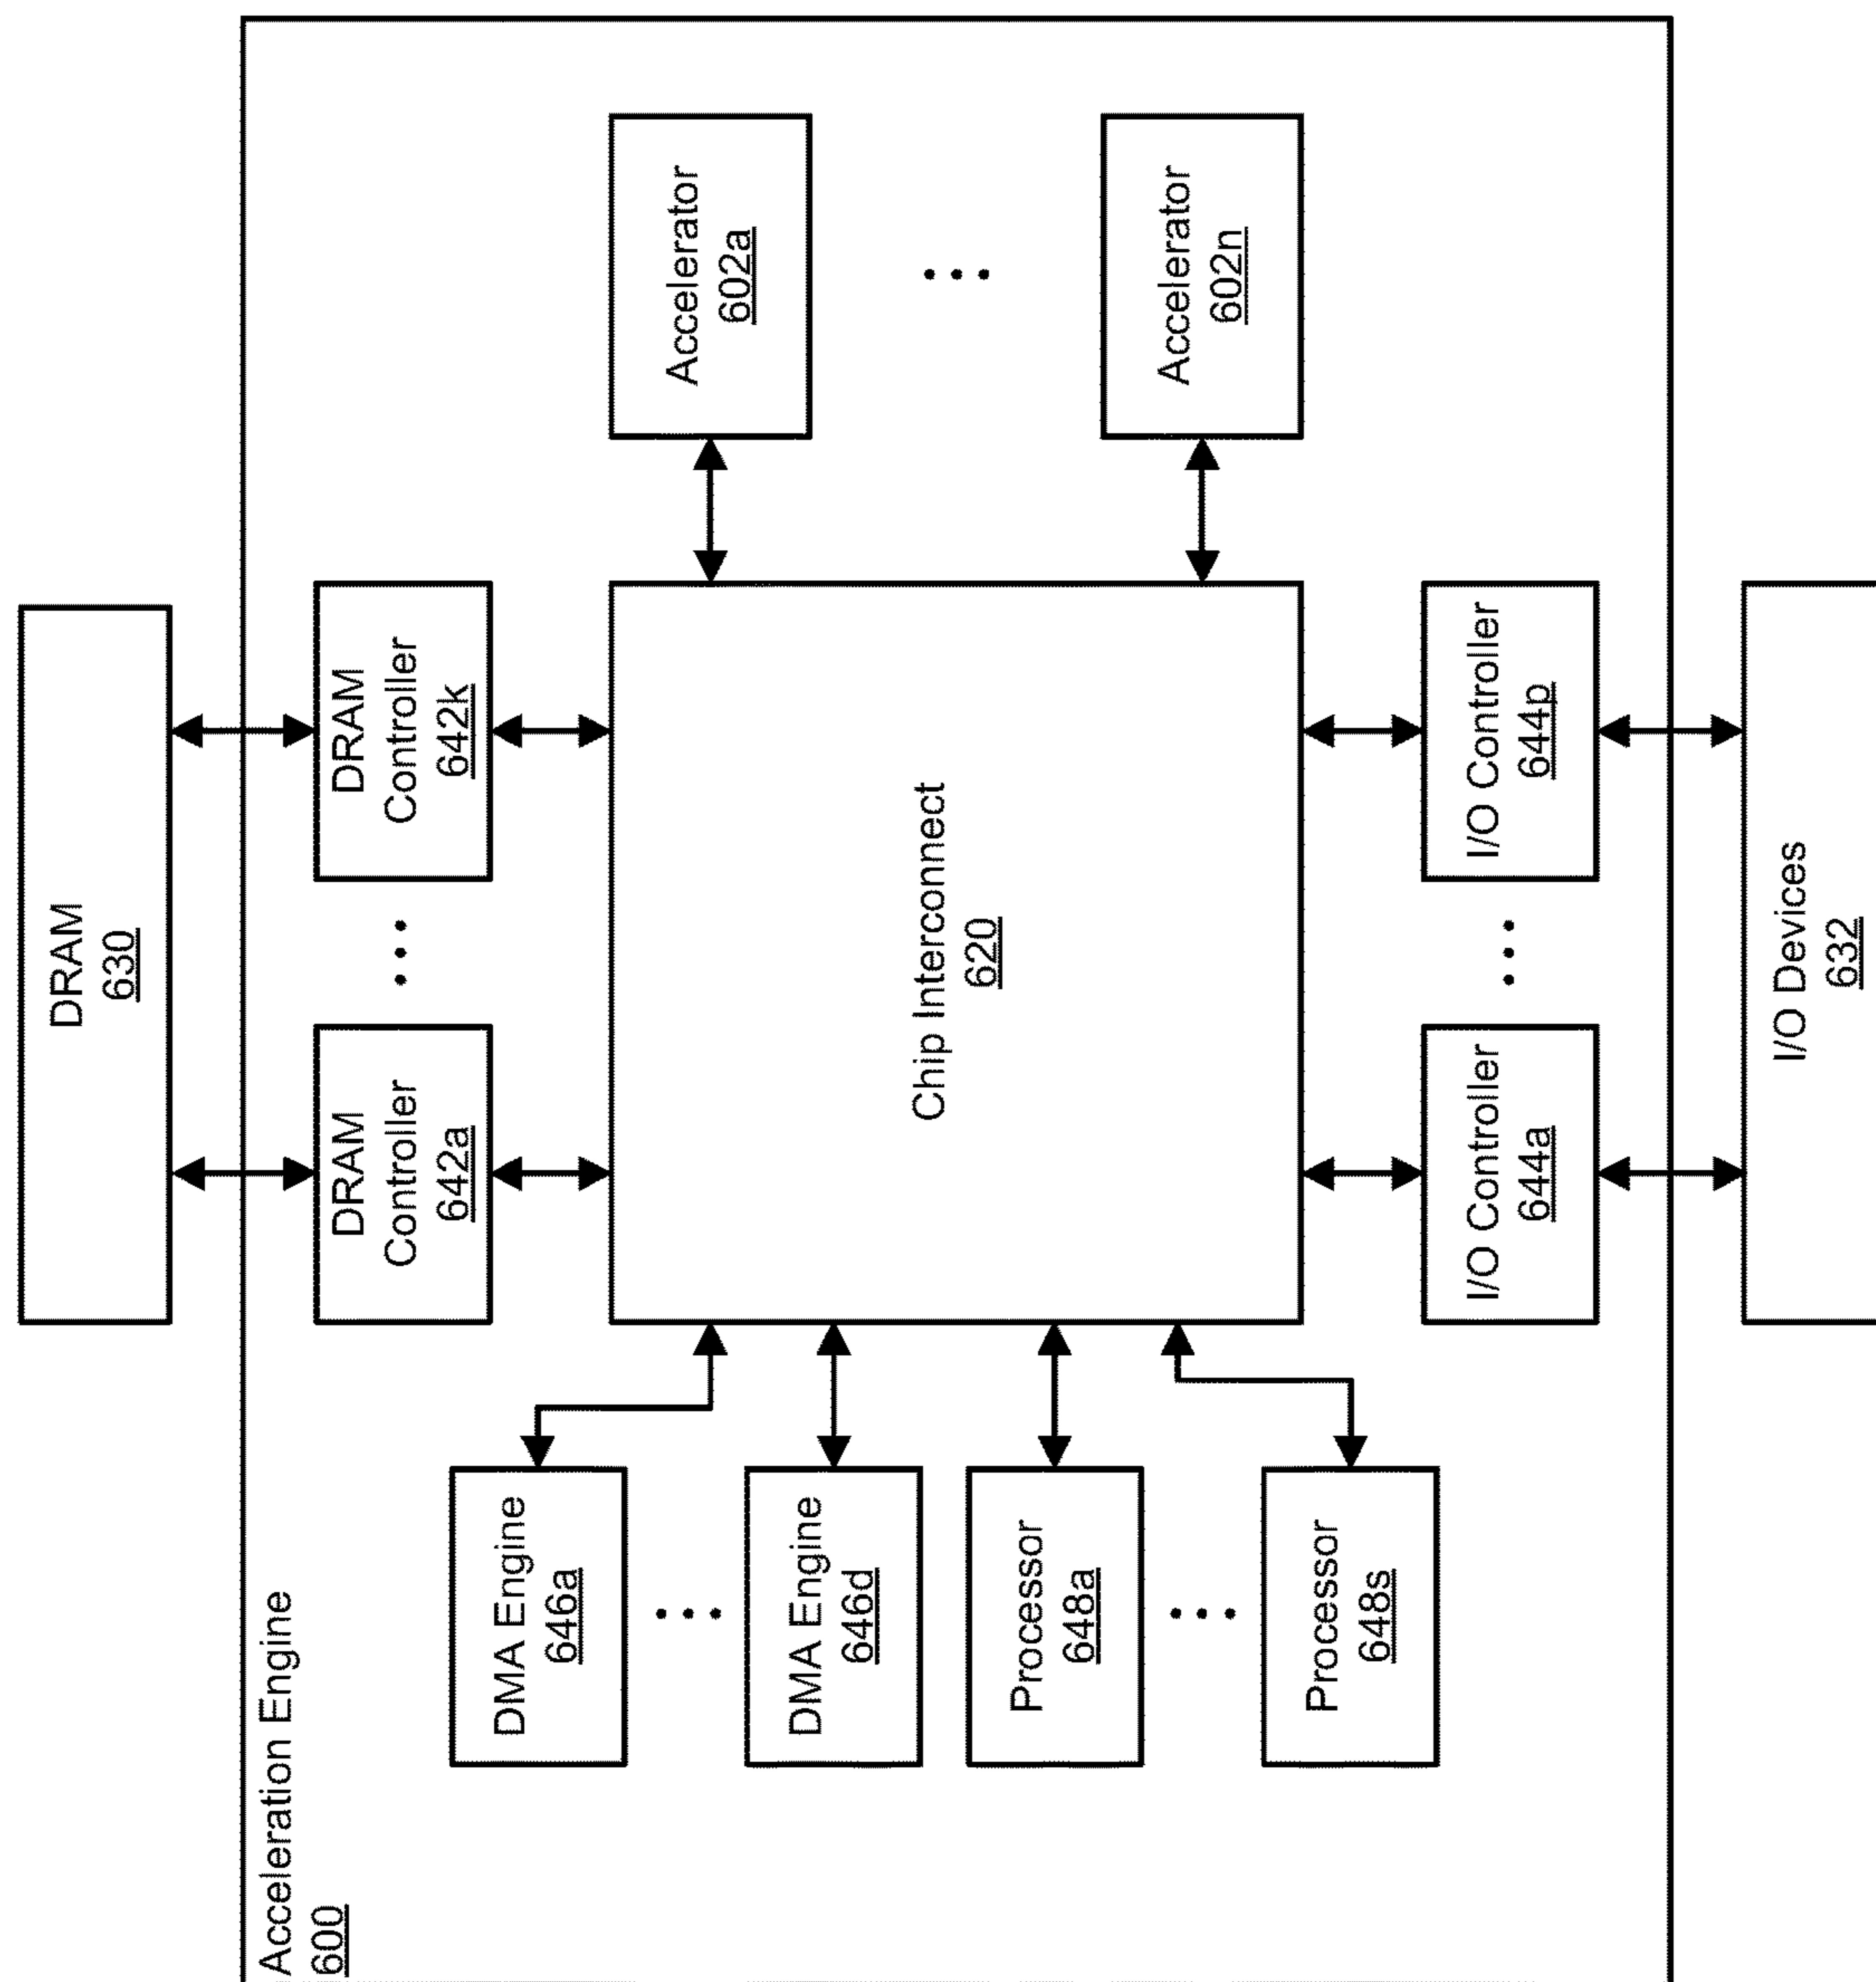 Acceleration Engine
600
DRAM
630
DRAM
Controller
642a
DRAM
Controller
642k
DMA Engine
646a
DMA Engine
646d
Processor
648a
Processor
648s
Chip Interconnect
620
Accelerator
602a
Accelerator
602n
I/O Controller
644a
I/O Controller
644p
I/O Devices
632